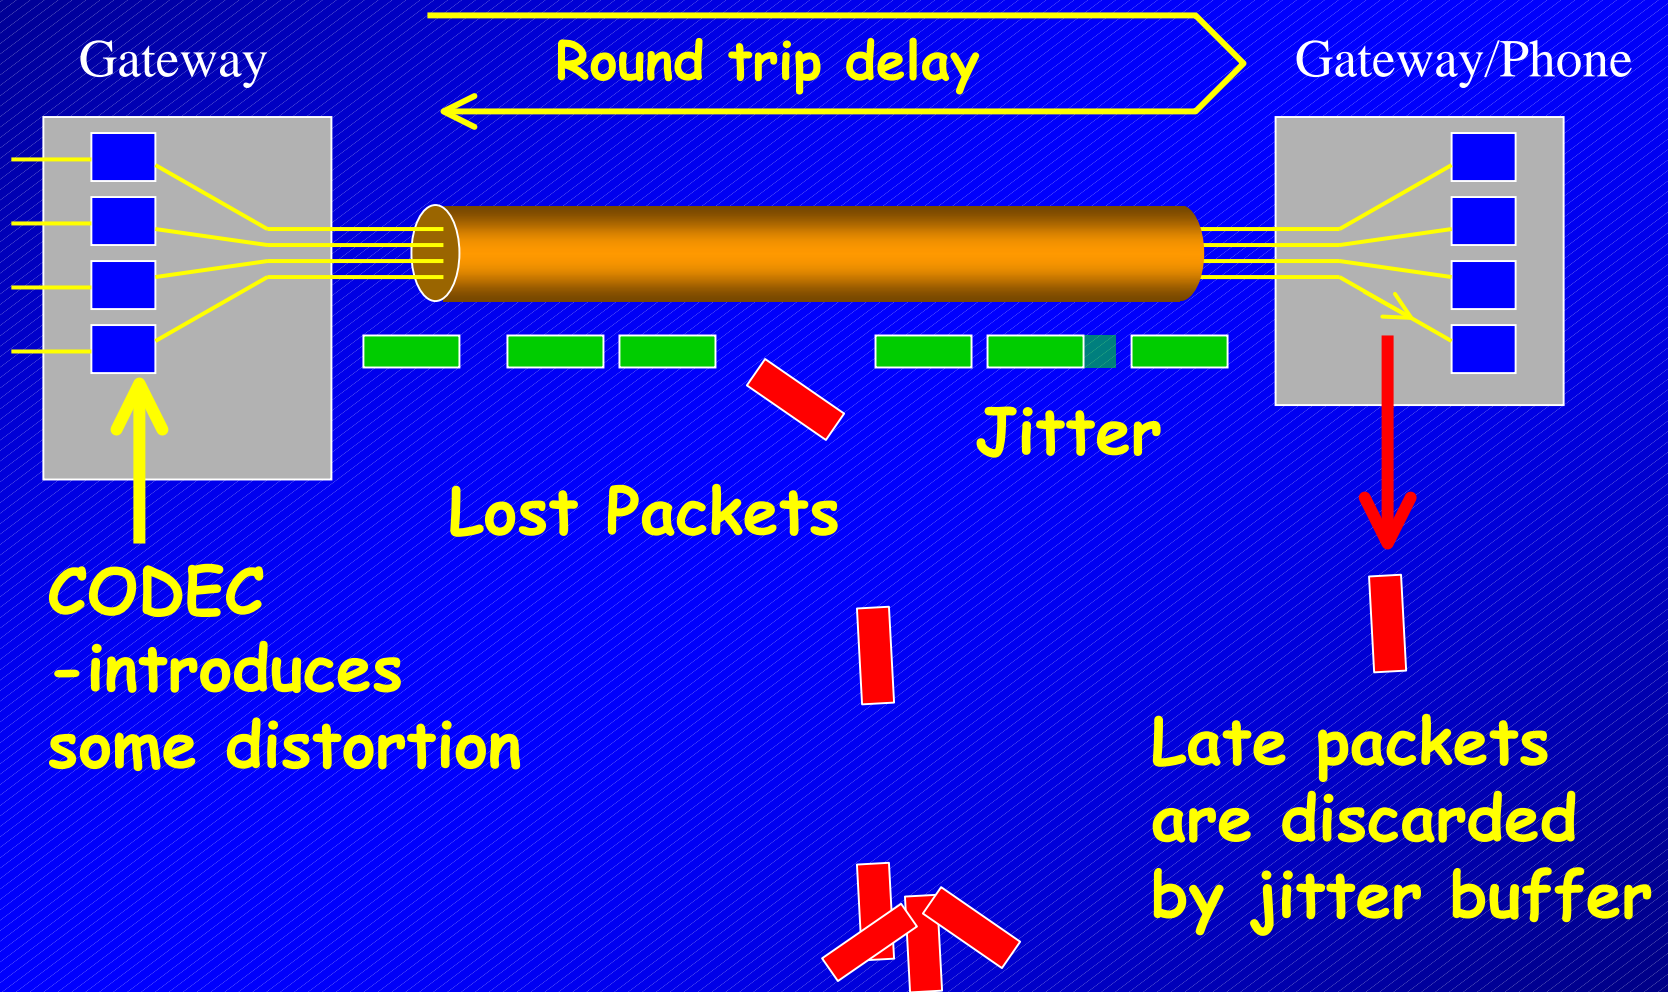 Gateway
Round trip delay
Gateway/Phone
Jitter
Lost Packets
CODEC
-introduces
some distortion
Late packets
are discarded
by jitter buffer